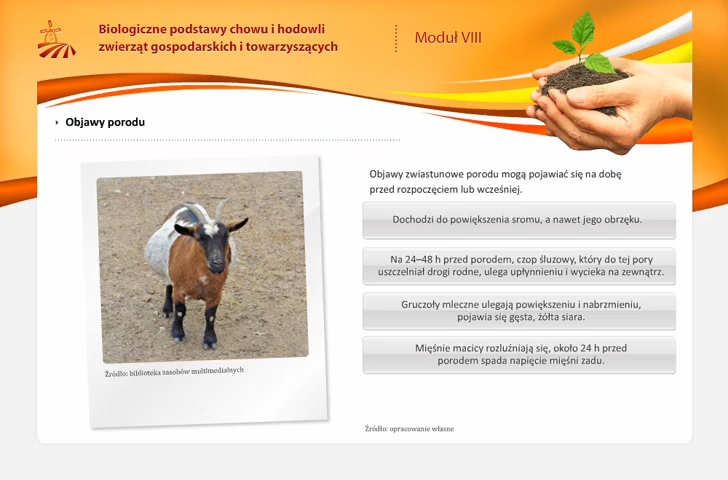 Biologiczne podstawy chowu i hodowli
zwierząt gospodarskich i towarzyszących
Moduł VIII
Objawy porodu
Objawy zwiastunowe porodu mogą pojawiać się na dobę
przed rozpoczęciem lub wcześniej.
Dochodzi do powiększenia sromu, a nawet jego obrzęku.
Na 24–48 h przed porodem, czop śluzowy, który do tej pory
uszczelniał drogi rodne, ulega upłynnieniu i wycieka na zewnątrz.
Gruczoły mleczne ulegają powiększeniu i nabrzmieniu,
pojawia się gęsta, żółta siara.
Mięśnie macicy rozluźniają się, około 24 h przed
porodem spada napięcie mięśni zadu.
Źródło: biblioteka zasobów multimedialnych
Źródło: opracowanie własne